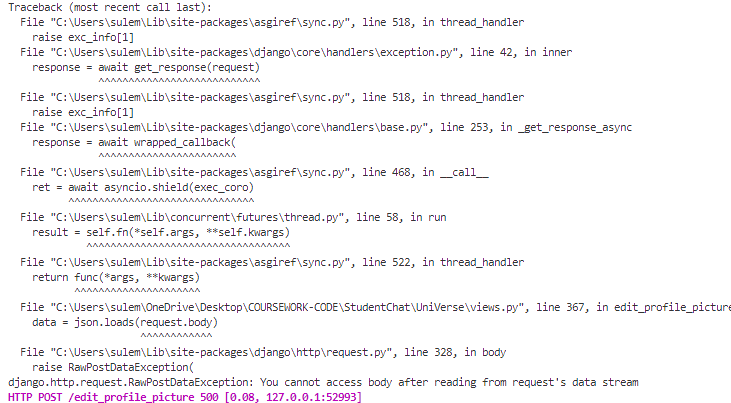 Traceback (most recent call last):
  File "C:\Users\sulem\Lib\site-packages\asgiref\sync.py", line 518, in thread_handler
    raise exc_info[1]
  File "C:\Users\sulem\Lib\site-packages\django\core\handlers\exception.py", line 42, in inner
    response = await get_response(request)
               ^^^^^^^^^^^^^^^^^^^^^^^^^^^
  File "C:\Users\sulem\Lib\site-packages\asgiref\sync.py", line 518, in thread_handler
    raise exc_info[1]
  File "C:\Users\sulem\Lib\site-packages\django\core\handlers\base.py", line 253, in _get_response_async
    response = await wrapped_callback(
               ^^^^^^^^^^^^^^^^^^^^^^^
  File "C:\Users\sulem\Lib\site-packages\asgiref\sync.py", line 468, in __call__
    ret = await asyncio.shield(exec_coro)
          ^^^^^^^^^^^^^^^^^^^^^^^^^^^^^^^
  File "C:\Users\sulem\Lib\concurrent\futures\thread.py", line 58, in run
    result = self.fn(*self.args, **self.kwargs)
             ^^^^^^^^^^^^^^^^^^^^^^^^^^^^^^^^^^
  File "C:\Users\sulem\Lib\site-packages\asgiref\sync.py", line 522, in thread_handler
    return func(*args, **kwargs)
           ^^^^^^^^^^^^^^^^^^^^^
  File "C:\Users\sulem\OneDrive\Desktop\COURSEWORK-CODE\StudentChat\UniVerse\views.py", line 367, in edit_profile_picture
    data = json.loads(request.body)
                      ^^^^^^^^^^^^
  File "C:\Users\sulem\Lib\site-packages\django\http\request.py", line 328, in body
    raise RawPostDataException(
django.http.request.RawPostDataException: You cannot access body after reading from request's data stream
HTTP POST /edit_profile_picture 500 [0.08, 127.0.0.1:52993]